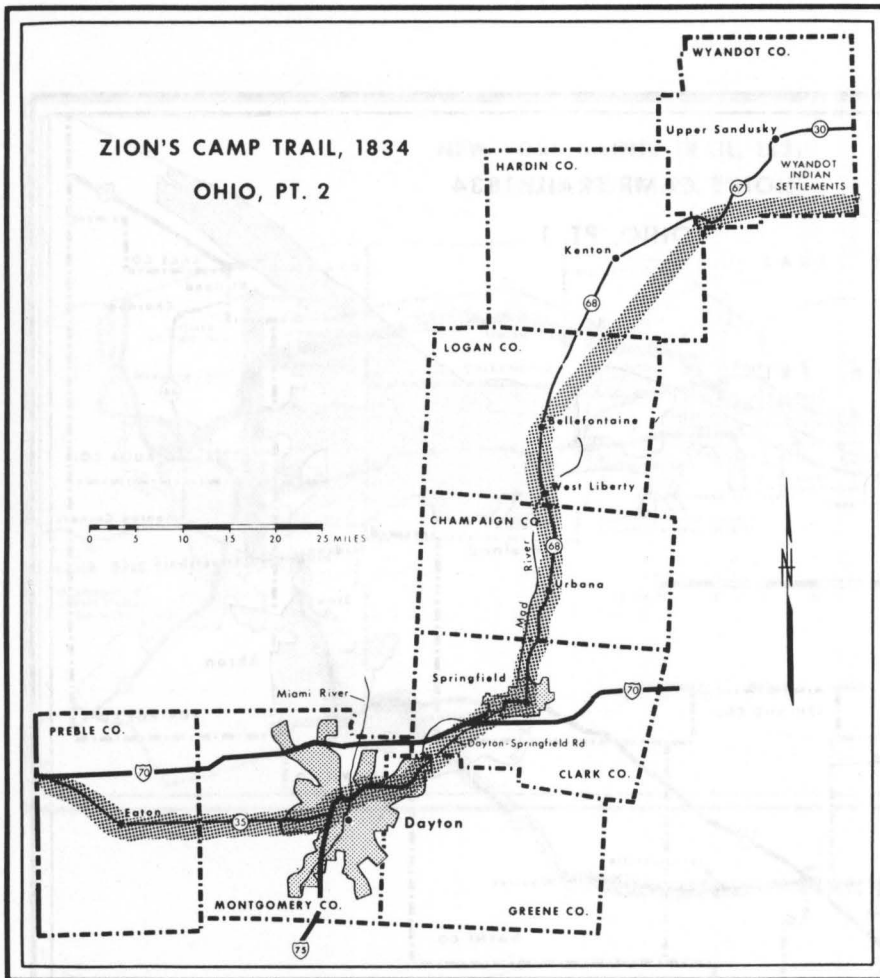 WYANDOT CO.
ZION'S CAMP TRAIL, 1834
OHIO, PT. 2
Upper Sandusky
30
HARDIN CO.
WYANDOT
INDIAN
SETTLEMENTS
67
Kenton
68
LOGAN CO.
Bellefontaine
West Liberty
CHAMPAIGN CO
0 5 10 15 20 25 MILES
68
Mad River
Urbana
N
Springfield
Miami River
70
PREBLE CO.
Dayton-Springfield Rd
70
CLARK CO.
Eaton
35
Dayton
MONTGOMERY CO.
GREENE CO.
75